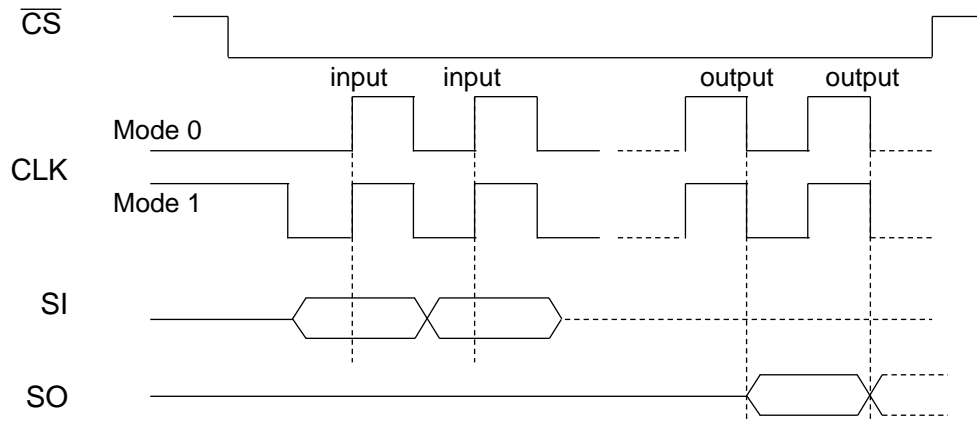 CS
input input output output
Mode 0
CLK
Mode 1
SI
SO